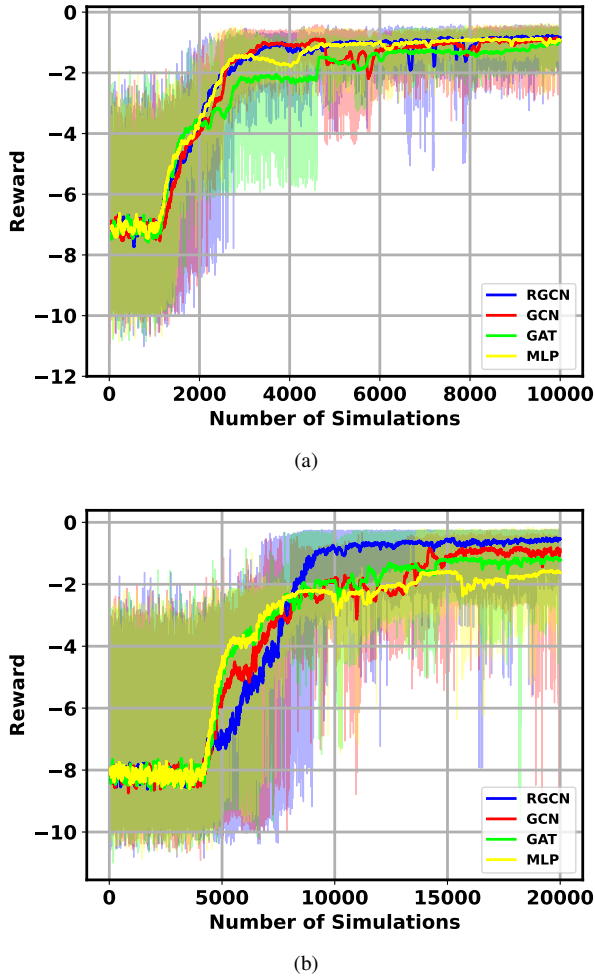 0
−2
−4
−6
−8
−10
−12
Reward
RGCN
GCN
GAT
MLP
0 2000 4000 6000 8000 10000
Number of Simulations
(a)
0
−2
−4
−6
−8
−10
Reward
RGCN
GCN
GAT
MLP
0 5000 10000 15000 20000
Number of Simulations
(b)